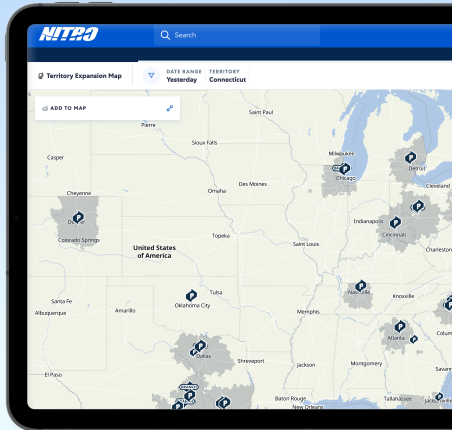 NITRO
Search
Territory Expansion Map
DATE RANGE
Yesterday
TERRITORY
Connecticut
ADD TO MAP
Saint Paul
Pierre
Sioux Falls
Milwaukee
Casper
Chicago
Detroit
Des Moines
Cleveland
Cheyenne
Omaha
Indianapolis
Colorado Springs
Topeka
Cincinnati
United States
of America
Saint Louis
Charleston
Tulsa
Nashville
Knoxville
Santa Fe
Oklahoma City
Albuquerque
Amarillo
Memphis
Atlanta
Dallas
Shreveport
Montgomery
El Paso
Jackson
Baton Rouge
Tallahassee
New Orleans